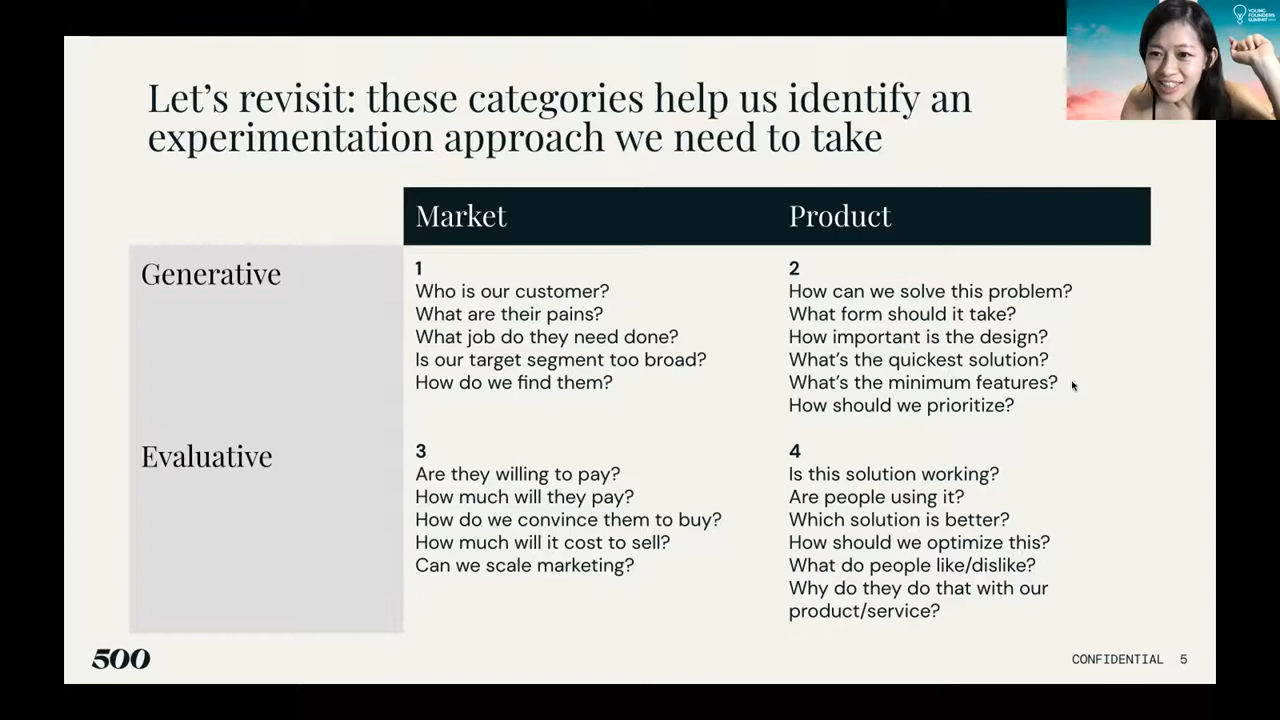 YOUNG
FOUNDERS
SUMMIT
Let's revisit: these categories help us identify an
experimentation approach we need to take
Market
Product
Generative
1
Who is our customer?
What are their pains?
What job do they need done?
Is our target segment too broad?
How do we find them?
2
How can we solve this problem?
What form should it take?
How important is the design?
What's the quickest solution?
What's the minimum features?
How should we prioritize?
Evaluative
3
Are they willing to pay?
How much will they pay?
How do we convince them to buy?
How much will it cost to sell?
Can we scale marketing?
4
Is this solution working?
Are people using it?
Which solution is better?
How should we optimize this?
What do people like/dislike?
Why do they do that with our
product/service?
500
CONFIDENTIAL 5